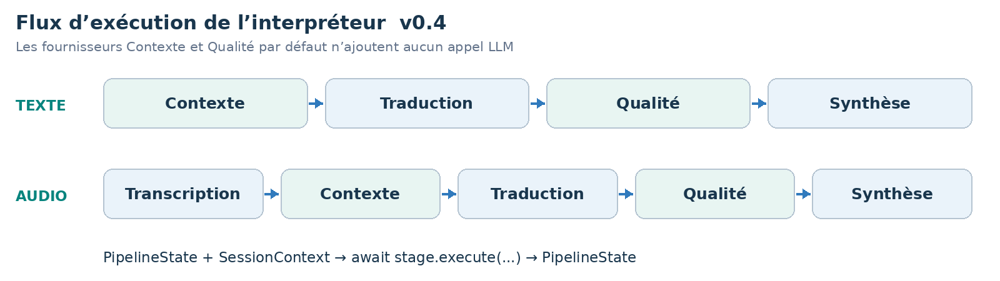 Flux d’exécution de l’interpréteur  v0.4
Les fournisseurs Contexte et Qualité par défaut n’ajoutent aucun appel LLM
TEXTE
Contexte
Traduction
Qualité
Synthèse
AUDIO
Transcription
Contexte
Traduction
Qualité
Synthèse
PipelineState + SessionContext → await stage.execute(...) → PipelineState